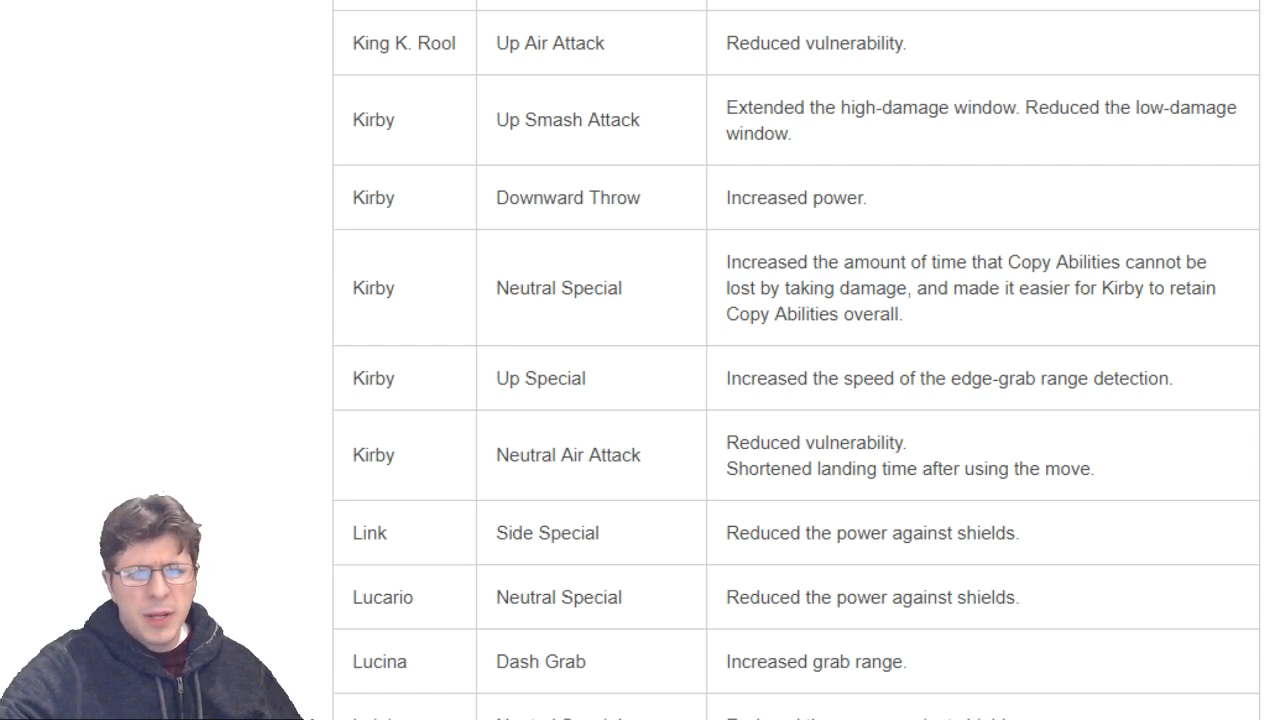 King K. Rool Up Air Attack Reduced vulnerability.
Kirby Up Smash Attack Extended the high-damage window. Reduced the low-damage
window.
Kirby Downward Throw Increased power.
Kirby Neutral Special Increased the amount of time that Copy Abilities cannot be
lost by taking damage, and made it easier for Kirby to retain
Copy Abilities overall.
Kirby Up Special Increased the speed of the edge-grab range detection.
Kirby Neutral Air Attack Reduced vulnerability.
Shortened landing time after using the move.
Link Side Special Reduced the power against shields.
Lucario Neutral Special Reduced the power against shields.
Lucina Dash Grab Increased grab range.